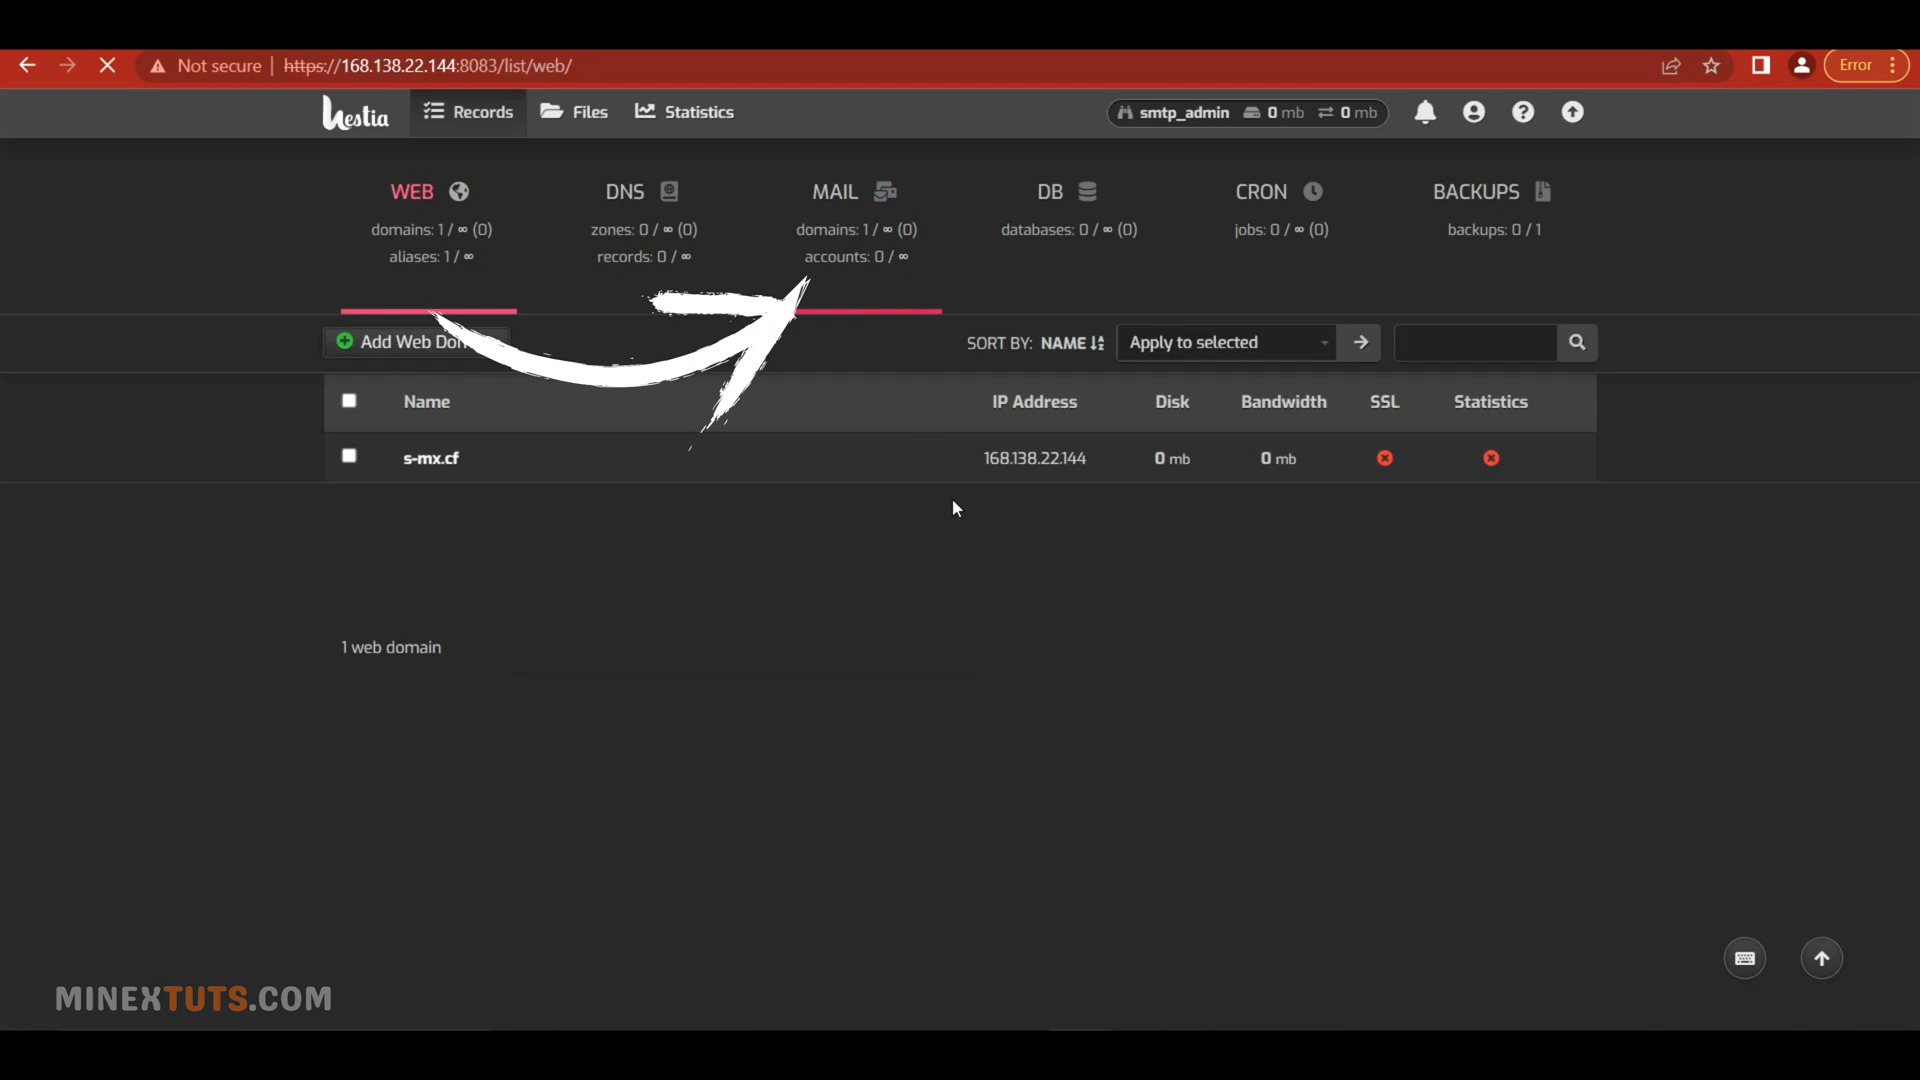 Not secure | https://168.138.22.144:8083/list/web/
Error
hestia Records Files Statistics smtp_admin 0 mb 0 mb
WEB DNS MAIL DB CRON BACKUPS
domains: 1 / ∞ (0) zones: 0 / ∞ (0) domains: 1 / ∞ (0) databases: 0 / ∞ (0) jobs: 0 / ∞ (0) backups: 0 / 1
aliases: 1 / ∞ records: 0 / ∞ accounts: 0 / ∞
Add Web Dom SORT BY: NAME Apply to selected
Name IP Address Disk Bandwidth SSL Statistics
s-mx.cf 168.138.22.144 0 mb 0 mb
1 web domain
MINEXTUTS.COM